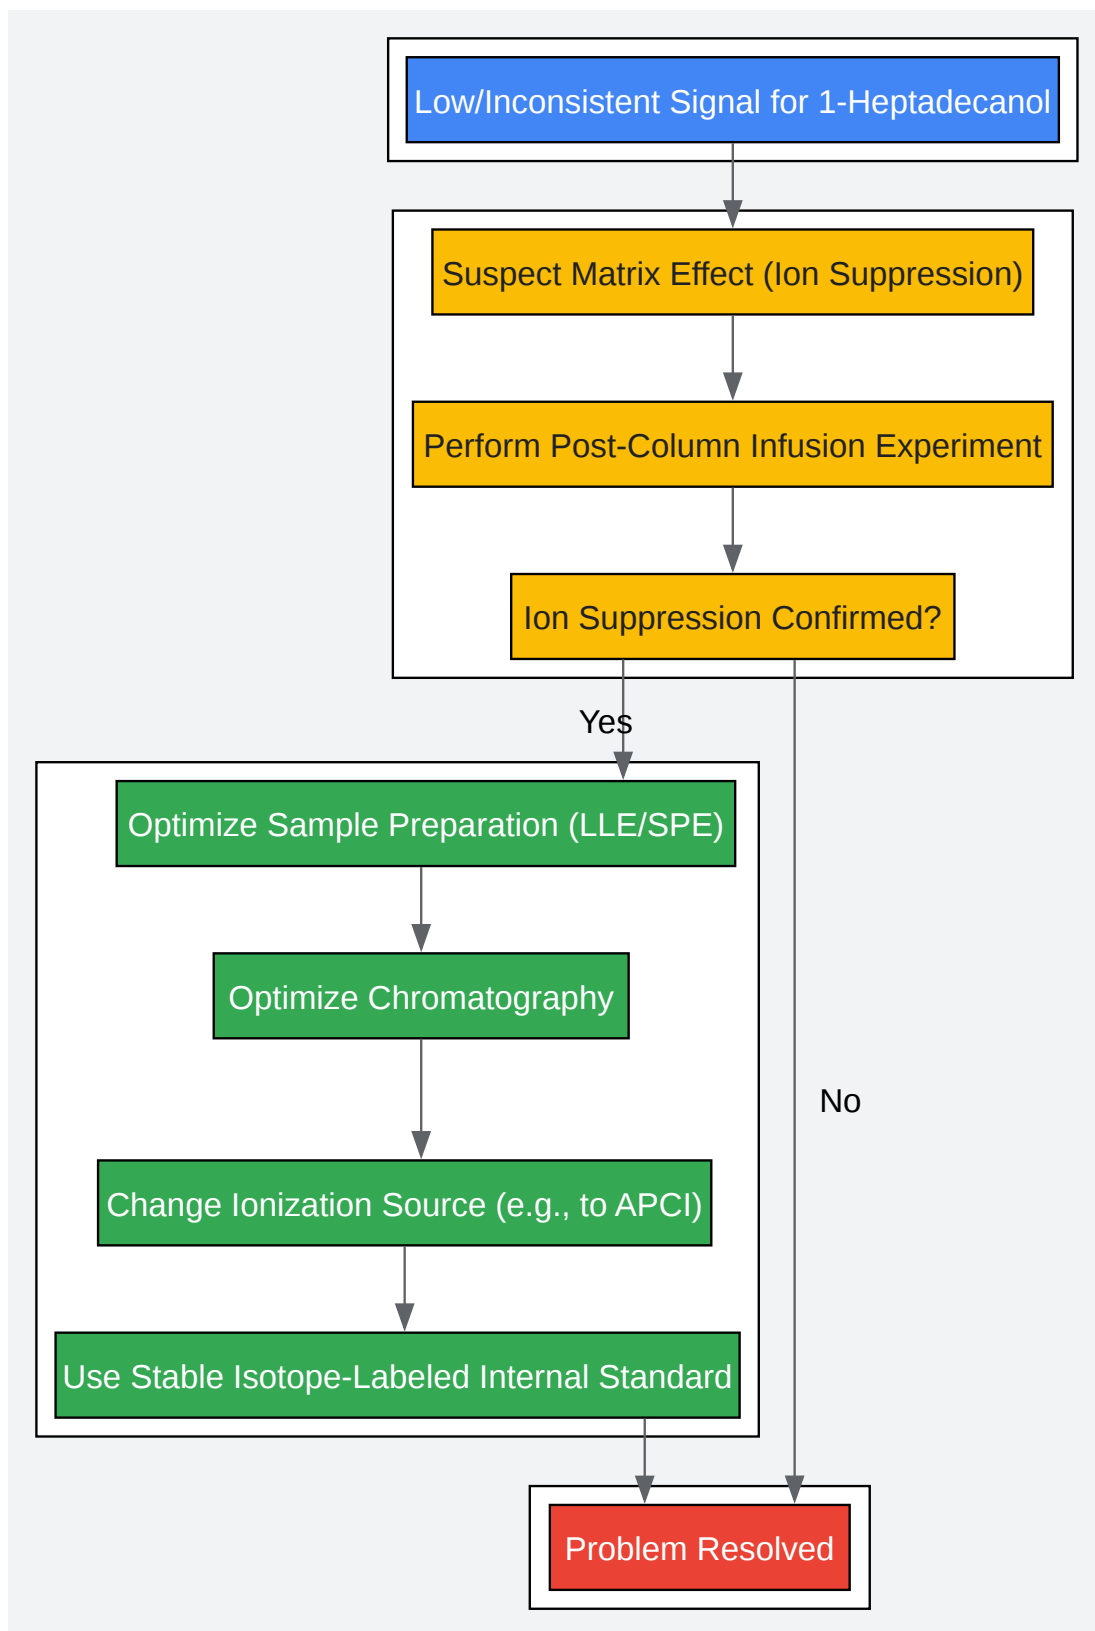 Low/Inconsistent Signal for 1-Heptadecanol
Suspect Matrix Effect (Ion Suppression)
Perform Post-Column Infusion Experiment
Ion Suppression Confirmed?
Yes
Optimize Sample Preparation (LLE/SPE)
Optimize Chromatography
No
Change Ionization Source (e.g., to APCI)
Use Stable Isotope-Labeled Internal Standard
Problem Resolved